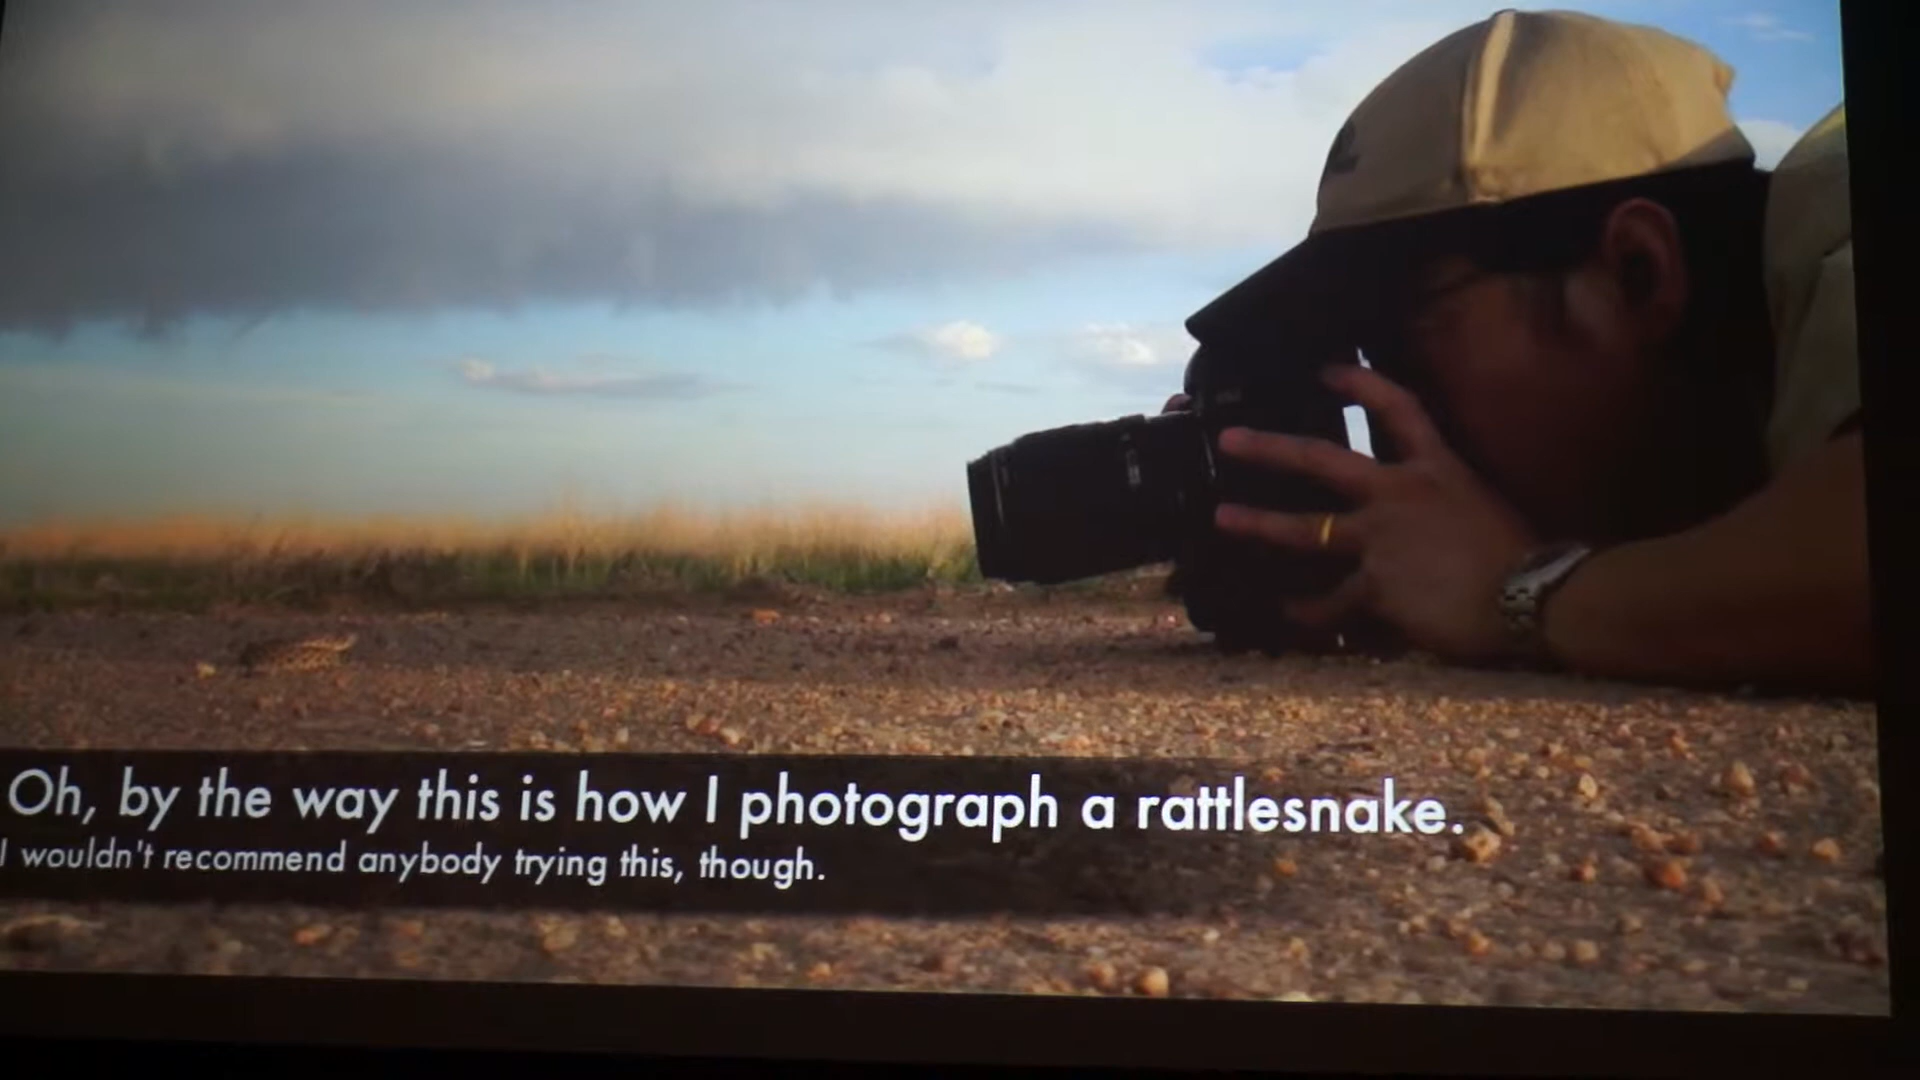 Oh, by the way this is how I photograph a rattlesnake.
I wouldn't recommend anybody trying this, though.